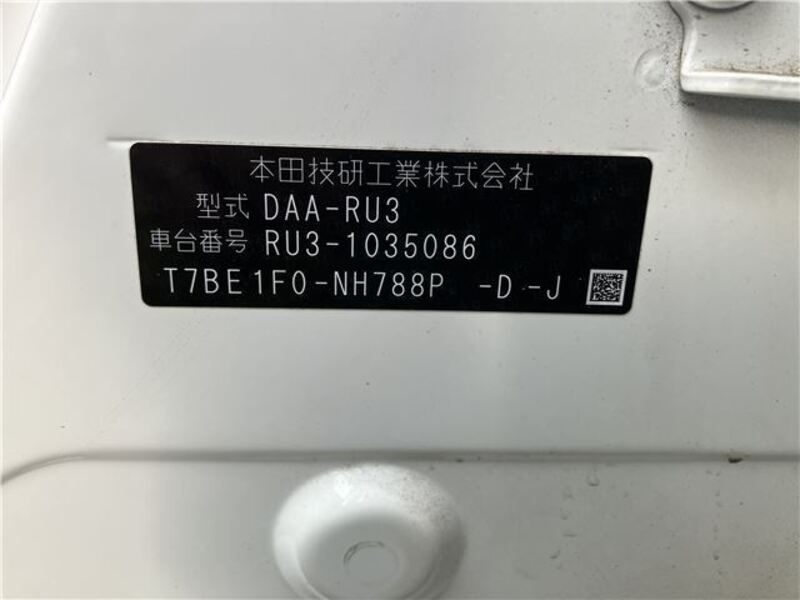 本田技研工業株式会社
型式 DAA-RU3
車台番号 RU3-1035086
T7BE1F0-NH788P -D -J